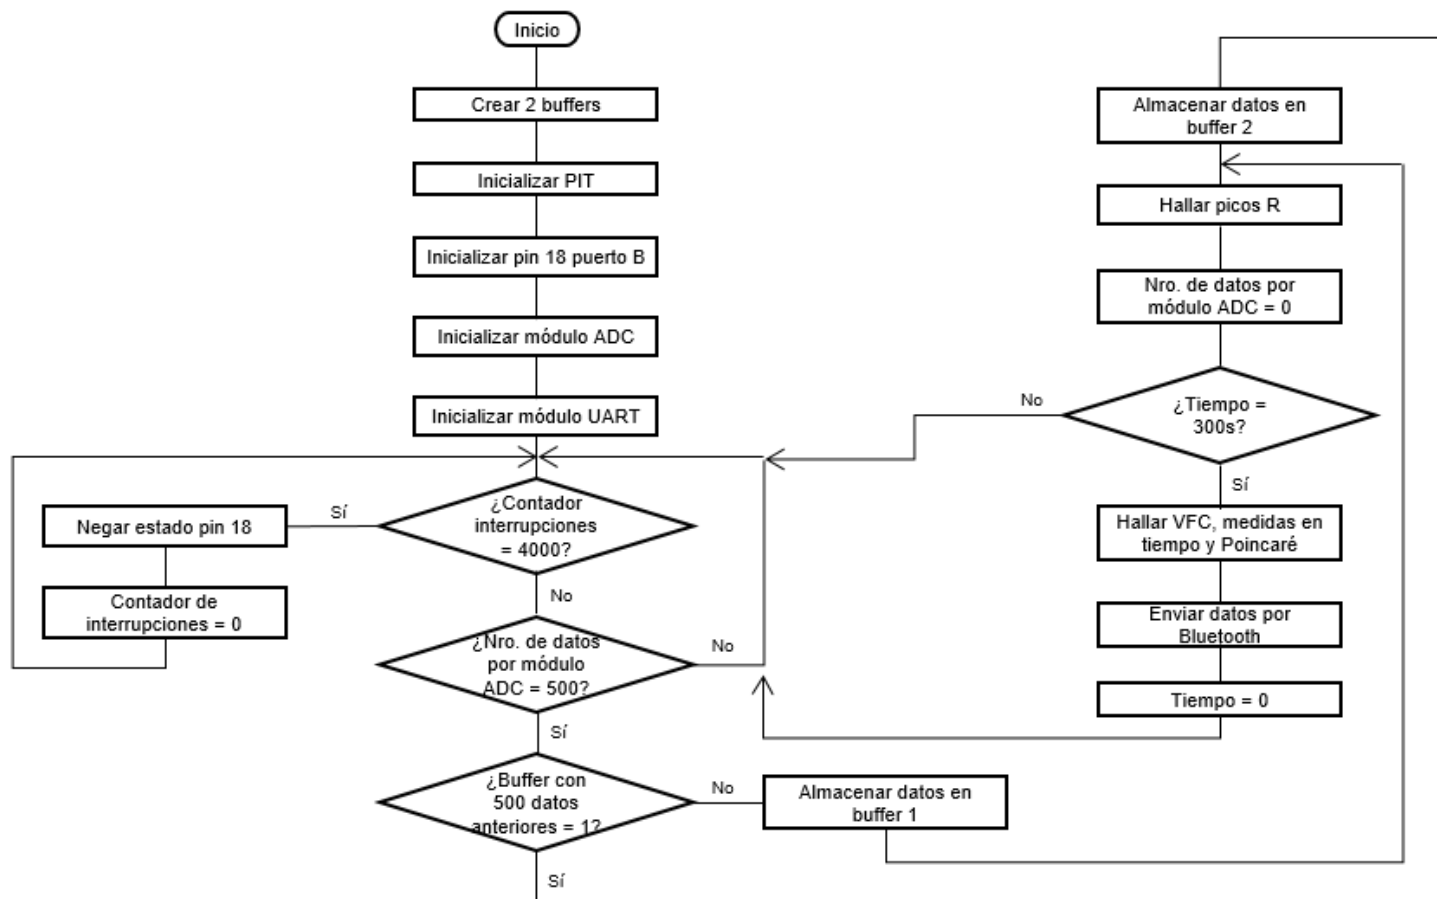 Inicio
Crear 2 buffers
Inicializar PIT
Inicializar pin 18 puerto B
Inicializar módulo ADC
Inicializar módulo UART
¿Contador
interrupciones
= 4000?
Sí
Negar estado pin 18
Contador de
interrupciones = 0
No
¿Nro. de datos
por módulo
ADC = 500?
No
Sí
¿Buffer con
500 datos
anteriores = 1?
No
Almacenar datos en
buffer 1
Sí
Almacenar datos en
buffer 2
Hallar picos R
Nro. de datos por
módulo ADC = 0
¿Tiempo =
300s?
No
Sí
Hallar VFC, medidas en
tiempo y Poincaré
Enviar datos por
Bluetooth
Tiempo = 0